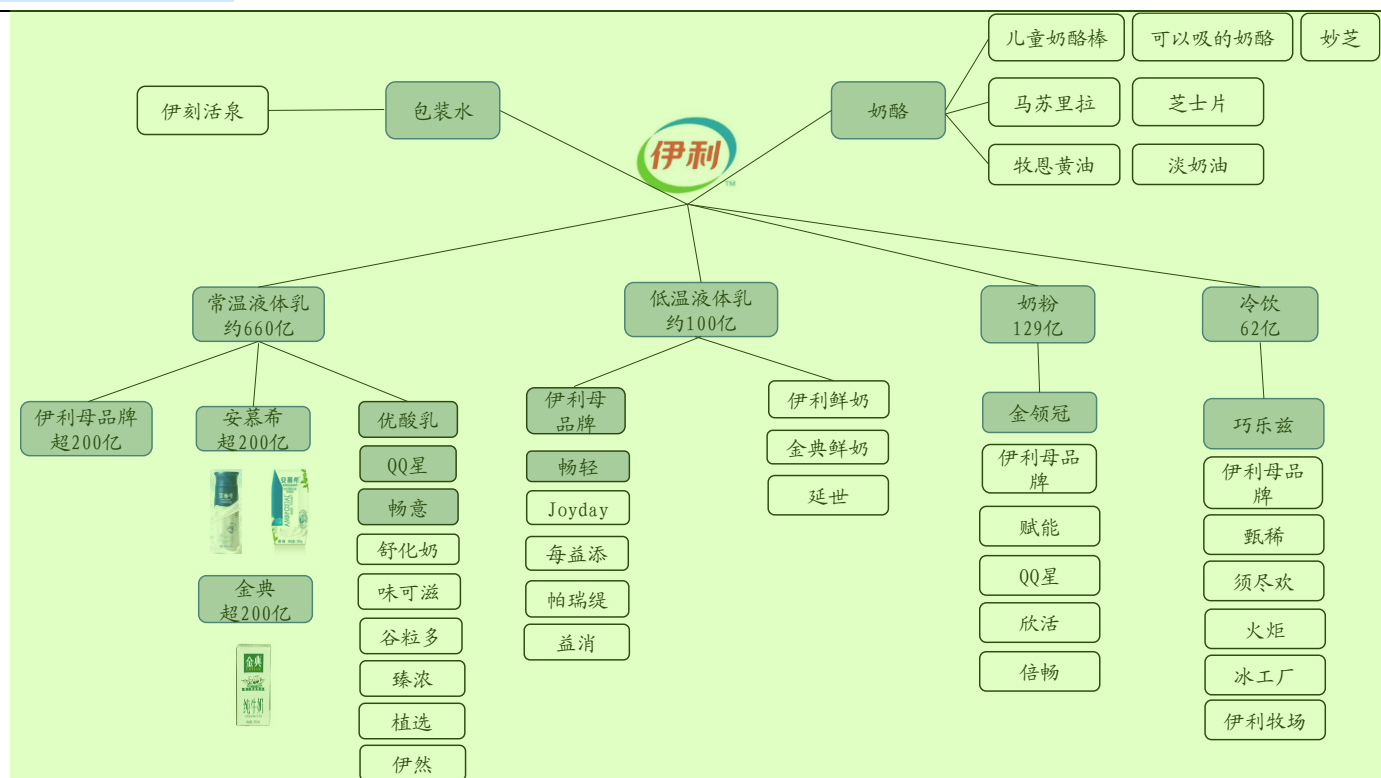 儿童奶酪棒
可以吸的奶酪
妙芝
伊刻活泉
包装水
奶酪
马苏里拉
芝士片
牧恩黄油
淡奶油
伊利
TM
常温液体乳
约660亿
低温液体乳
约100亿
奶粉
129亿
冷饮
62亿
伊利母品牌
超200亿
安慕希
超200亿
安慕希
金典
超200亿
金典
纯牛奶
优酸乳
QQ星
畅意
舒化奶
味可滋
谷粒多
臻浓
植选
伊然
伊利母
品牌
畅轻
Joyday
每益添
帕瑞缇
益消
伊利鲜奶
金典鲜奶
延世
金领冠
伊利母品
牌
赋能
QQ星
欣活
倍畅
巧乐兹
伊利母品
牌
甄稀
须尽欢
火炬
冰工厂
伊利牧场